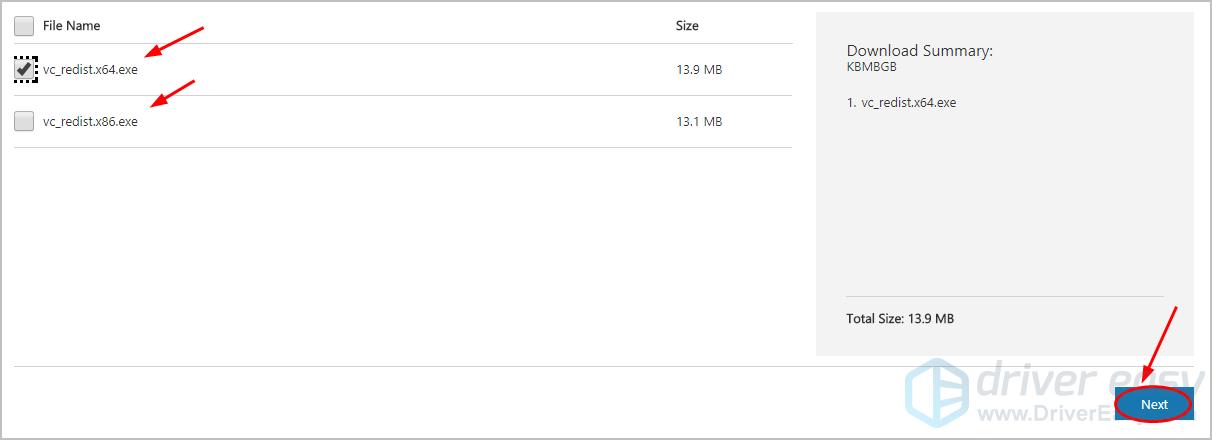 File Name Size
vc_redist.x64.exe 13.9 MB
vc_redist.x86.exe 13.1 MB
Download Summary:
KBMBGB
1. vc_redist.x64.exe
Total Size: 13.9 MB
driver easy
www.DriverE
Next